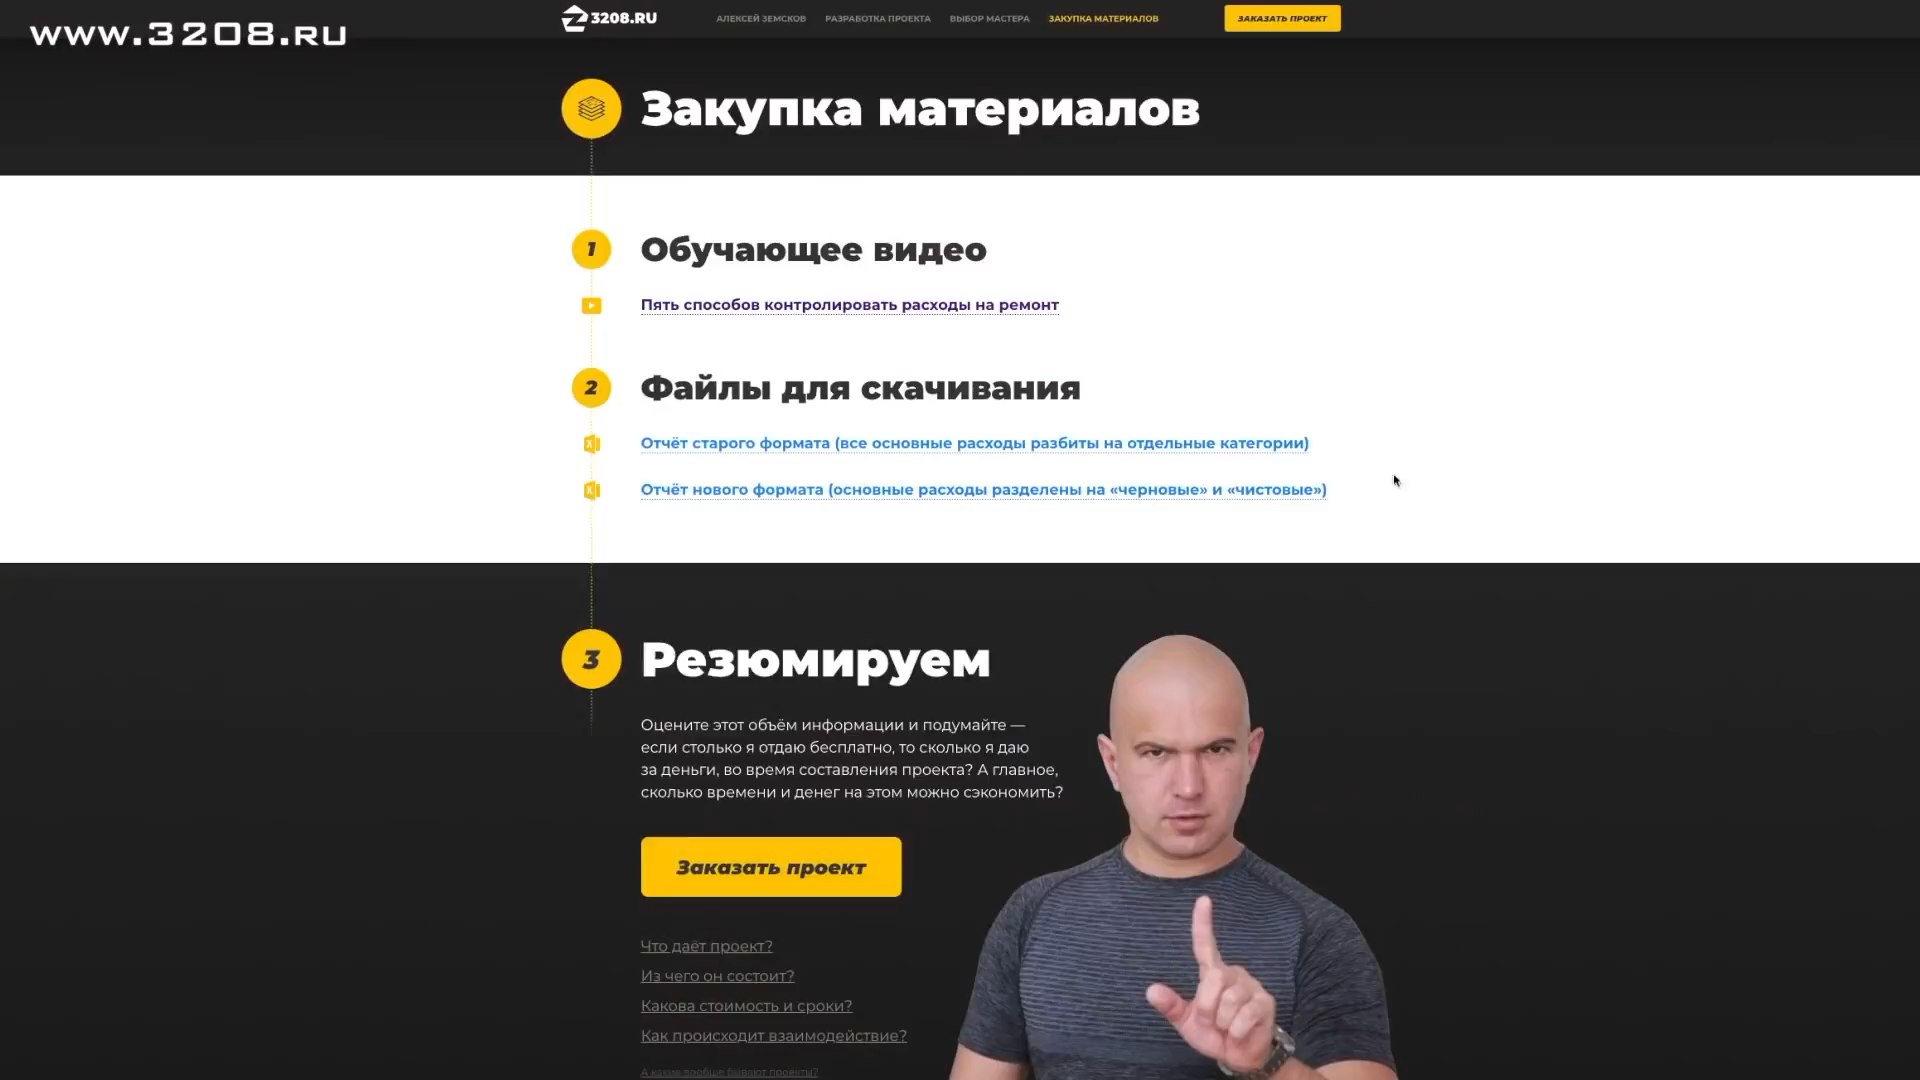 www.3208.ru
3208.RU
АЛЕКСЕЙ ЗЕМСКОВ
РАЗРАБОТКА ПРОЕКТА
ВЫБОР МАСТЕРА
ЗАКУПКА МАТЕРИАЛОВ
ЗАКАЗАТЬ ПРОЕКТ
Закупка материалов
1
Обучающее видео
Пять способов контролировать расходы на ремонт
2
Файлы для скачивания
Отчёт старого формата (все основные расходы разбиты на отдельные категории)
Отчёт нового формата (основные расходы разделены на «черновые» и «чистовые»)
3
Резюмируем
Оцените этот объём информации и подумайте —
если столько я отдаю бесплатно, то сколько я даю
за деньги, во время составления проекта? А главное,
сколько времени и денег на этом можно сэкономить?
Заказать проект
Что даёт проект?
Из чего он состоит?
Какова стоимость и сроки?
Как происходит взаимодействие?
А какие вообще бывают проекты?